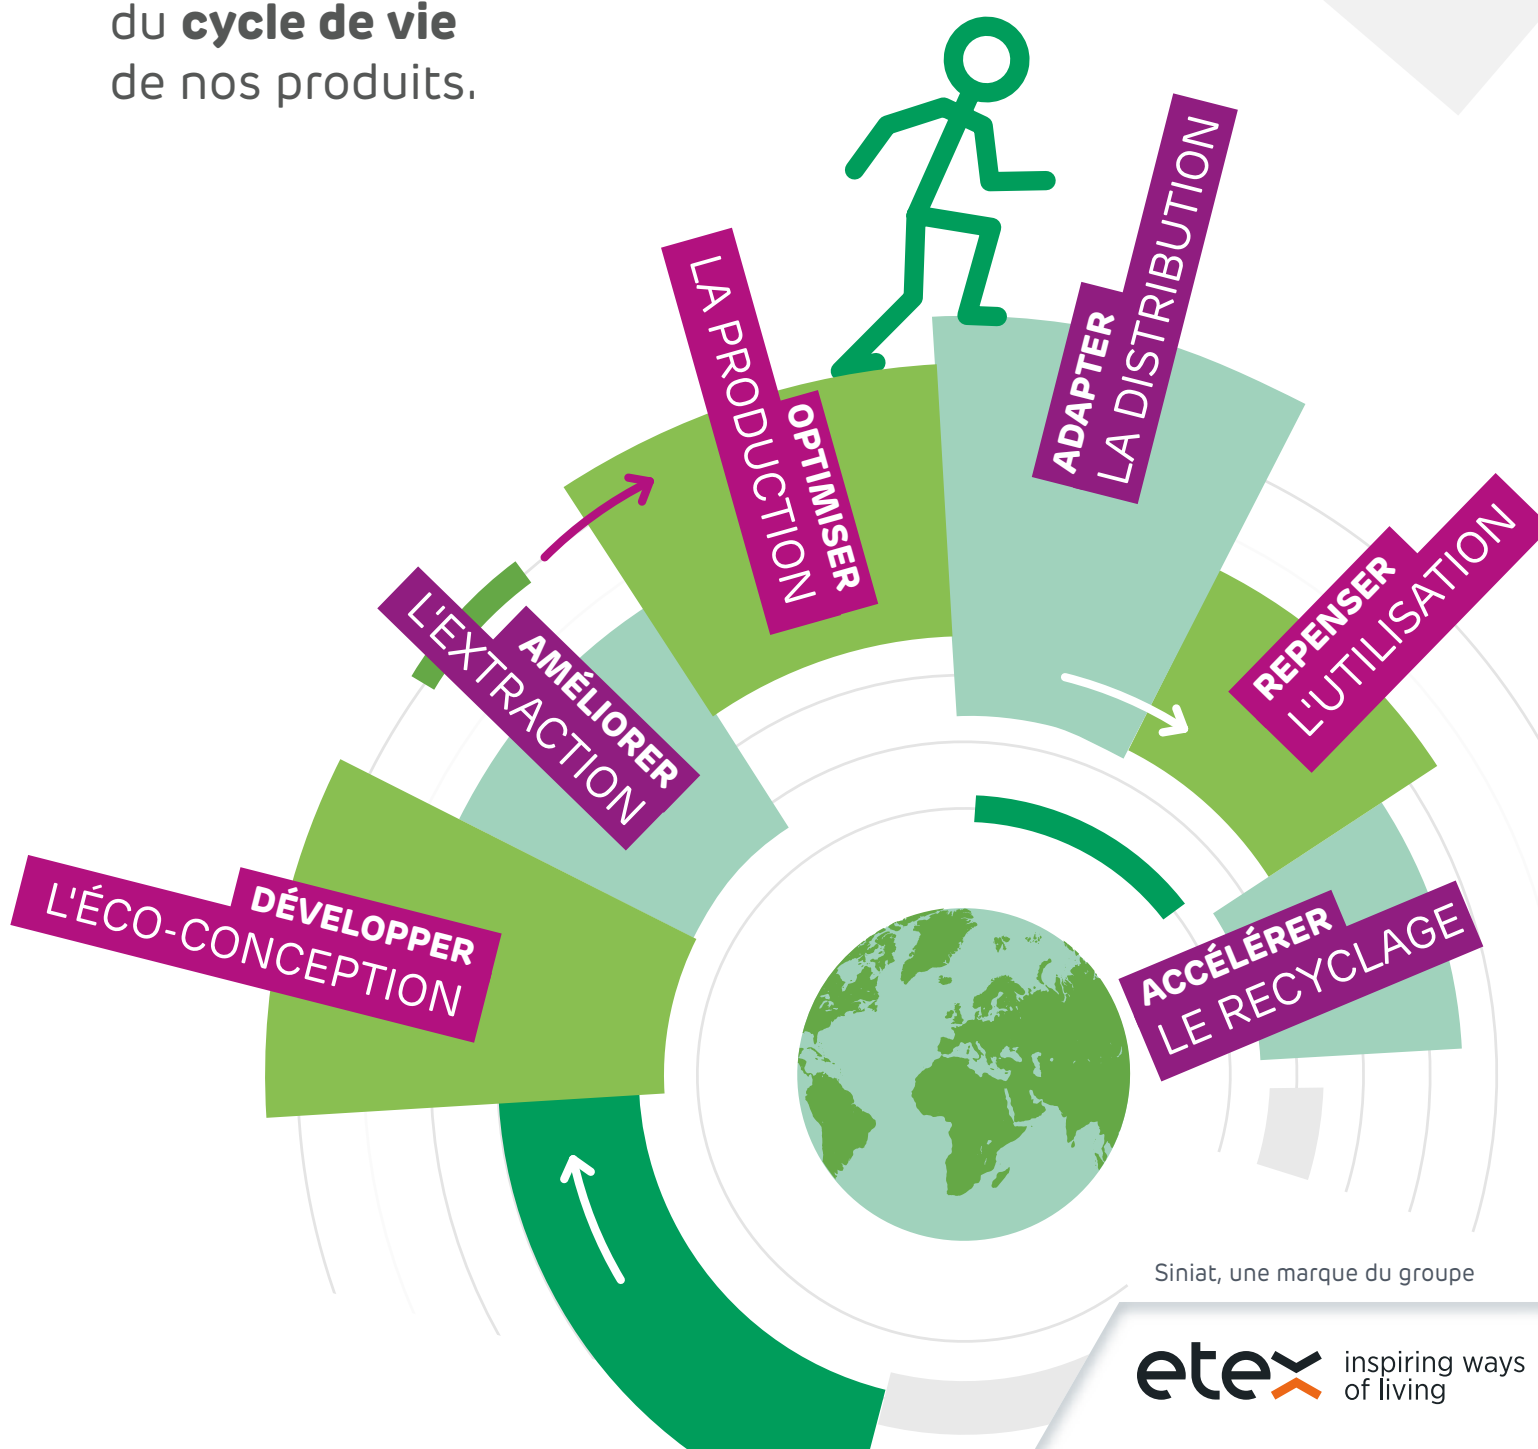 du cycle de vie
de nos produits.
DÉVELOPPER
L'ÉCO-CONCEPTION
AMÉLIORER
L'EXTRACTION
OPTIMISER
LA PRODUCTION
ADAPTER
LA DISTRIBUTION
REPENSER
L'UTILISATION
ACCÉLÉRER
LE RECYCLAGE
Siniat, une marque du groupe
etex
inspiring ways
of living